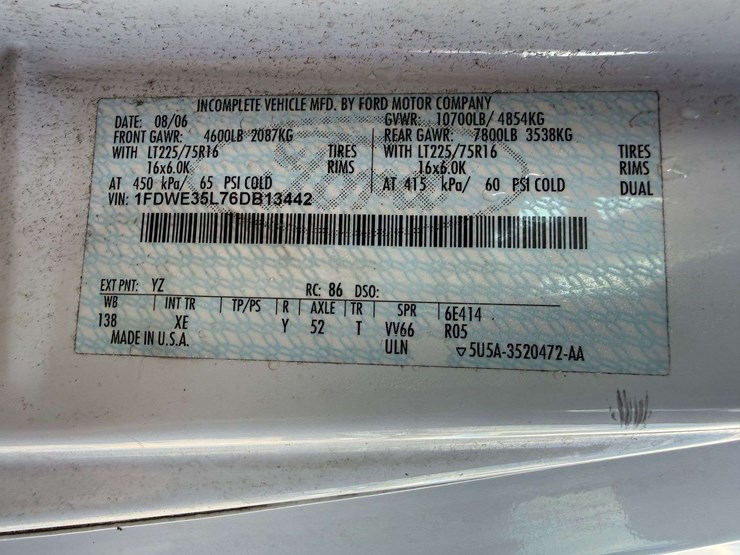 INCOMPLETE VEHICLE MFD. BY FORD MOTOR COMPANY
DATE: 08/06 GVWR: 10700LB/ 4854KG
FRONT GAWR: 4600LB 2087KG REAR GAWR: 7800LB 3538KG
WITH LT225/75R16 TIRES WITH LT225/75R16 TIRES
16x6.0K RIMS 16x6.0K RIMS
AT 450 kPa/ 65 PSI COLD AT 415 kPa/ 60 PSI COLD DUAL
VIN: 1FDWE35L76DB13442
Ford
EXT PNT: YZ RC: 86 DSO:
WB INT TR TP/PS R AXLE TR SPR 6E414
138 XE Y 52 T VV66 R05
MADE IN U.S.A. ULN ▽5U5A-3520472-AA